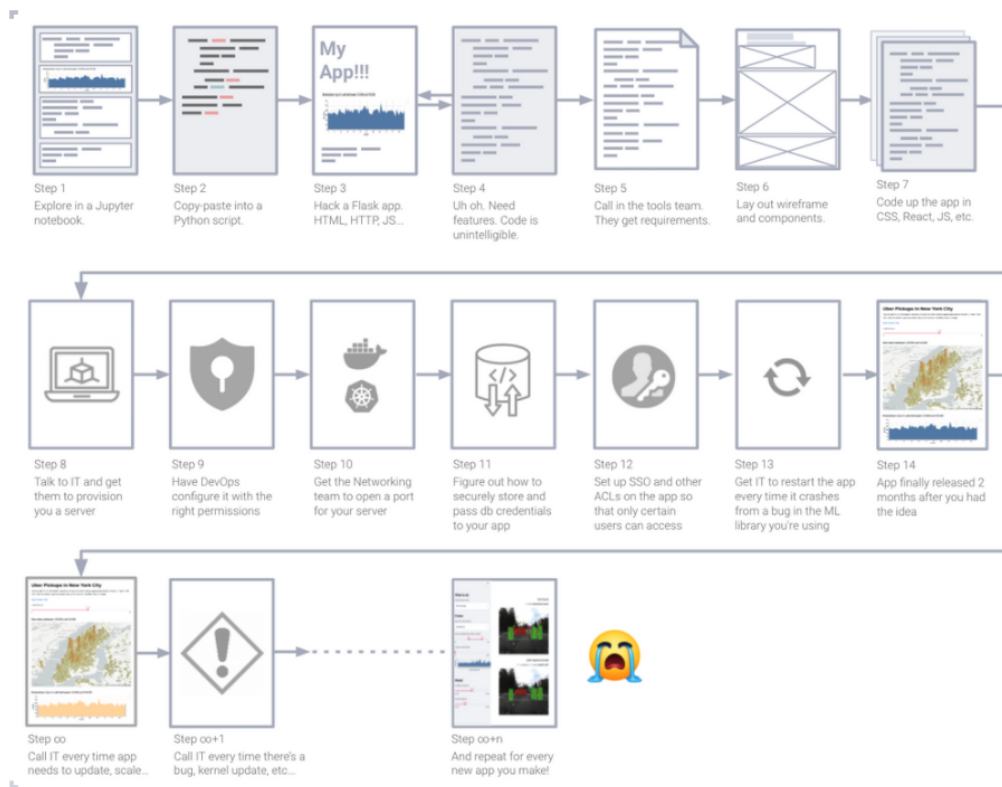 My
App!!!
Step 1
Explore in a Jupyter
notebook.
Step 2
Copy-paste into a
Python script.
Step 3
Hack a Flask app.
HTML, HTTP, JS...
Step 4
Uh oh. Need
features. Code is
unintelligible.
Step 5
Call in the tools team.
They get requirements.
Step 6
Lay out wireframe
and components.
Step 7
Code up the app in
CSS, React, JS, etc.
</>
Uber Pickups in New York City
Step 8
Talk to IT and get
them to provision
you a server
Step 9
Have DevOps
configure it with the
right permissions
Step 10
Get the Networking
team to open a port
for your server
Step 11
Figure out how to
securely store and
pass db credentials
to your app
Step 12
Set up SSO and other
ACLs on the app so
that only certain
users can access
Step 13
Get IT to restart the app
every time it crashes
from a bug in the ML
library you're using
Step 14
App finally released 2
months after you had
the idea
Uber Pickups in New York City
Step ∞
Call IT every time app
needs to update, scale...
Step ∞+1
Call IT every time there's a
bug, kernel update, etc...
Step ∞+n
And repeat for every
new app you make!